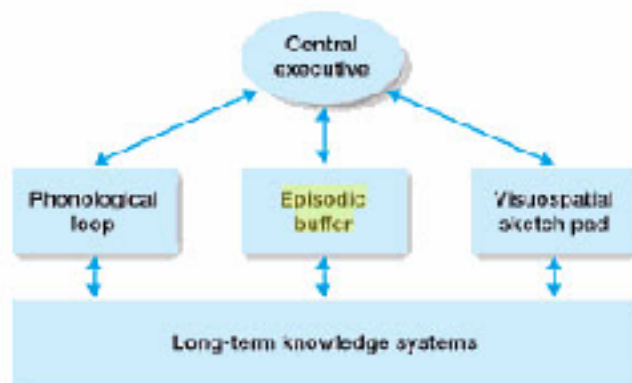 Central
executive
Phonological
loop
Episodic
buffer
Visuospatial
sketch pad
Long-term knowledge systems